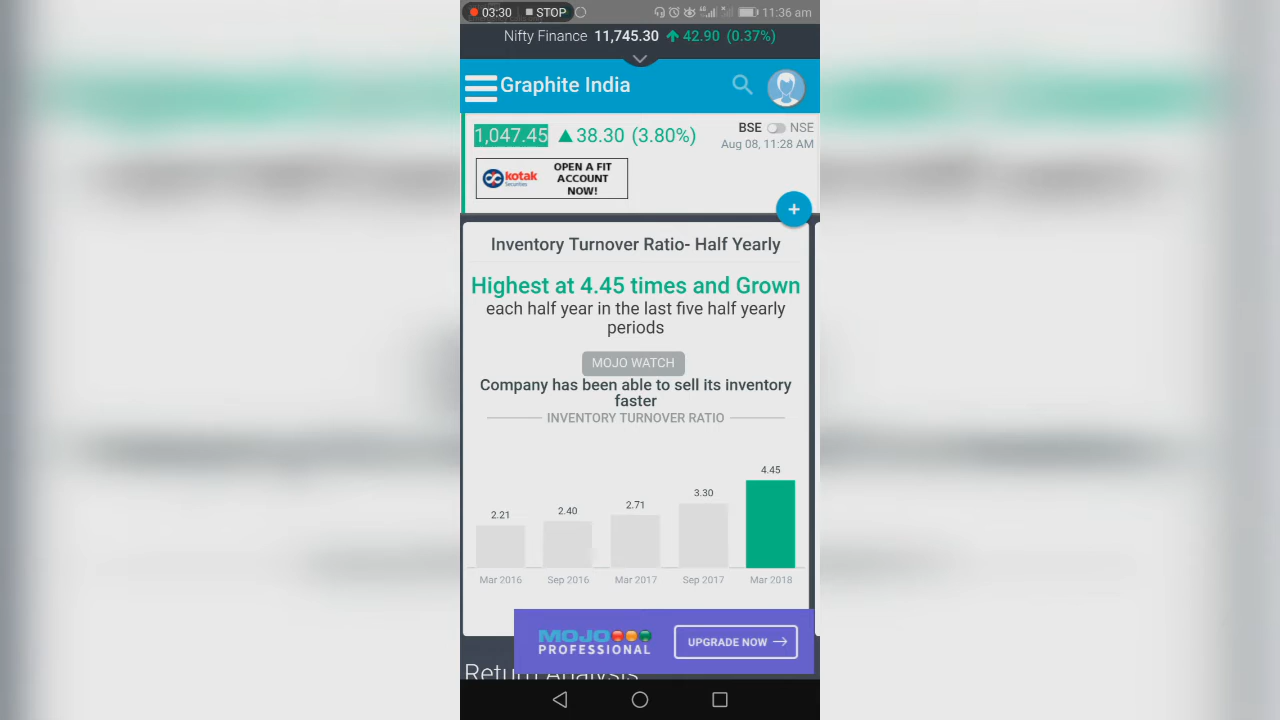 03:30 STOP 11:36 am
Nifty Finance 11,745.30 42.90 (0.37%)
Graphite India
1,047.45 38.30 (3.80%)
BSE NSE
Aug 08, 11:28 AM
kotak
Securities
OPEN A FIT
ACCOUNT
NOW!
+
Inventory Turnover Ratio- Half Yearly
Highest at 4.45 times and Grown
each half year in the last five half yearly
periods
MOJO WATCH
Company has been able to sell its inventory
faster
INVENTORY TURNOVER RATIO
2.21 2.40 2.71 3.30 4.45
Mar 2016 Sep 2016 Mar 2017 Sep 2017 Mar 2018
MOJO
PROFESSIONAL
UPGRADE NOW →
Return Analysis